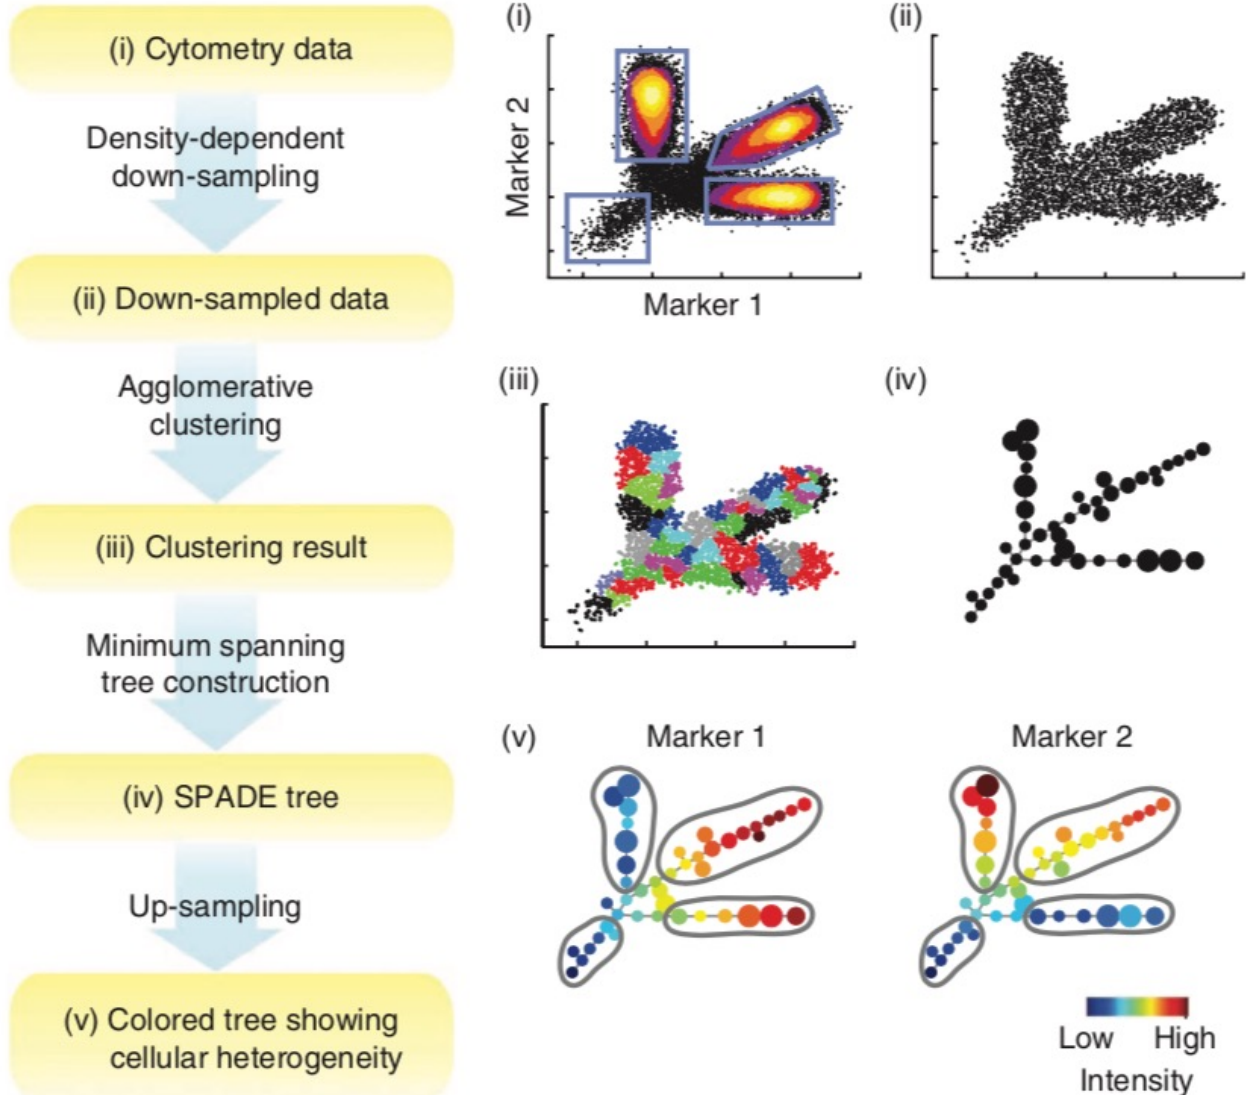 (i) Cytometry data
Density-dependent
down-sampling
(ii) Down-sampled data
Agglomerative
clustering
(iii) Clustering result
Minimum spanning
tree construction
(iv) SPADE tree
Up-sampling
(v) Colored tree showing
cellular heterogeneity
(i)
Marker 2
Marker 1
(ii)
(iii)
(iv)
(v)
Marker 1
Marker 2
Low High
Intensity